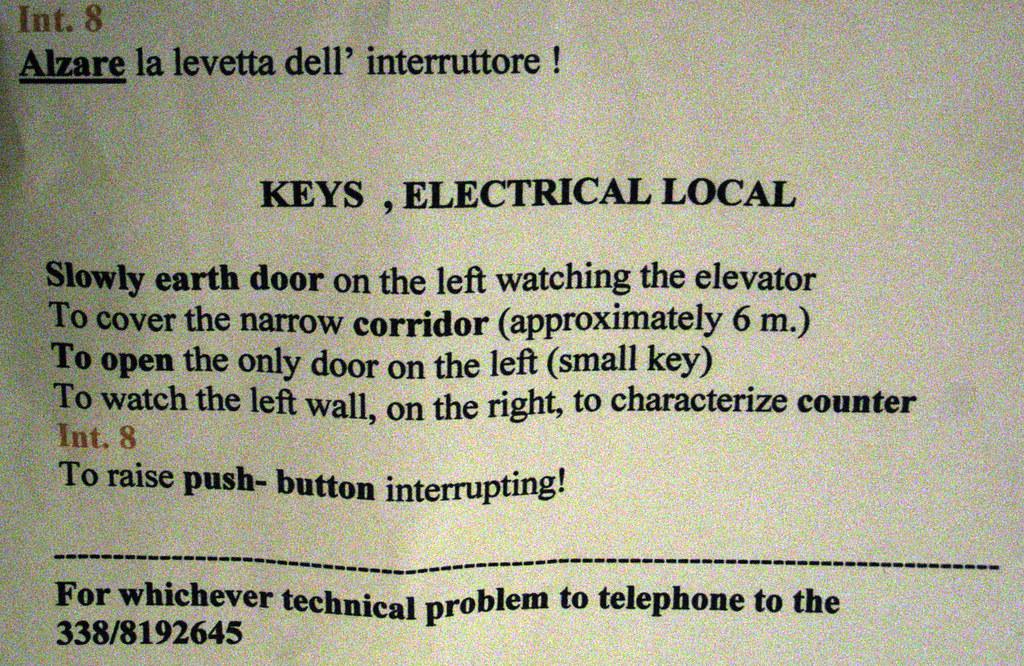 Int. 8
Alzare la levetta dell' interruttore !
KEYS , ELECTRICAL LOCAL
Slowly earth door on the left watching the elevator
To cover the narrow corridor (approximately 6 m.)
To open the only door on the left (small key)
To watch the left wall, on the right, to characterize counter
Int. 8
To raise push- button interrupting!
--------------------------------------------------------------------------------
For whichever technical problem to telephone to the
338/8192645